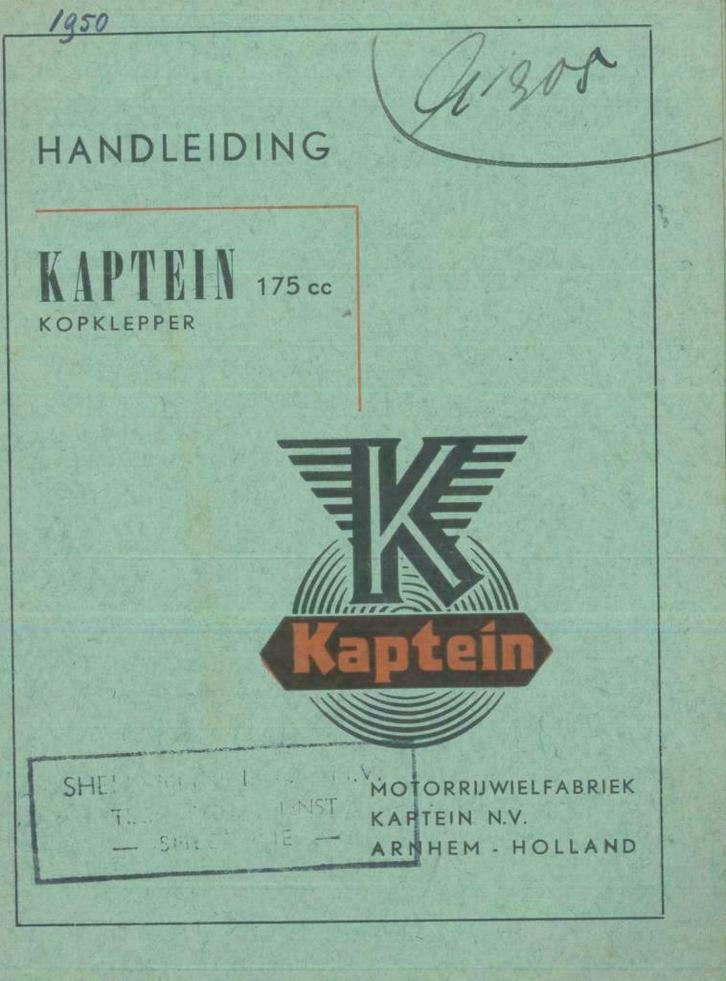 1950
HANDLEIDING
KAPTEIN 175 cc
KOPKLEPPER
K
Kaptein
MOTORRIJWIELFABRIEK
KAPTEIN N.V.
ARNHEM - HOLLAND